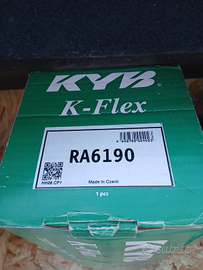 KYB
K-Flex
RA6190
Made in Czech
1 pcs
subito